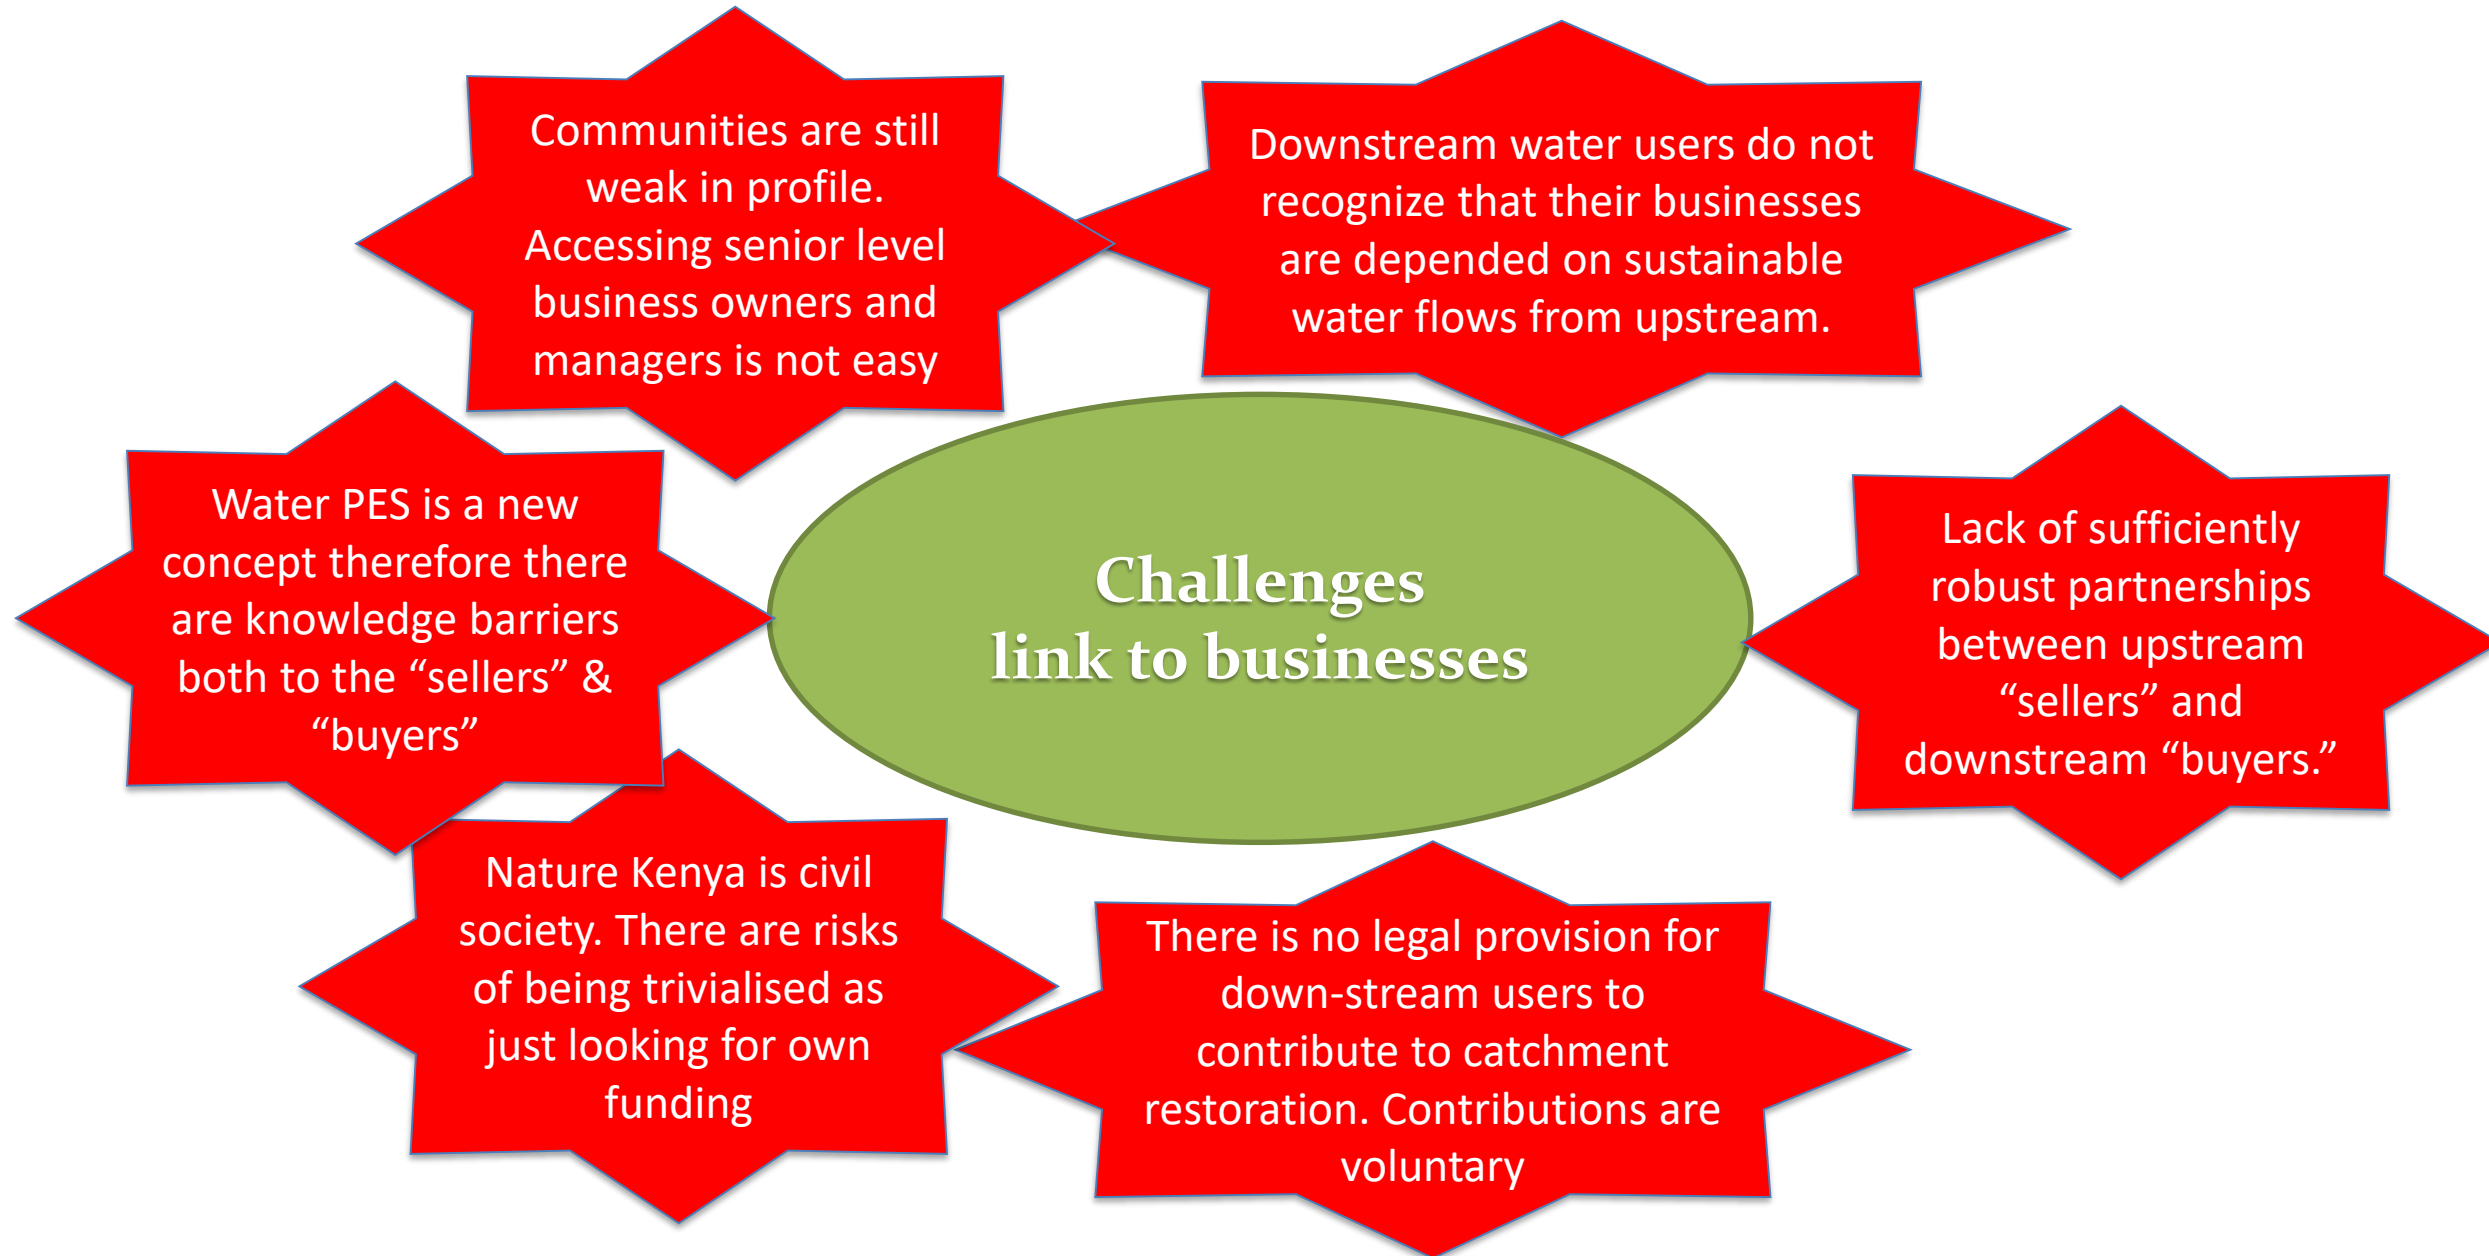 Communities are still
weak in profile.
Accessing senior level
business owners and
managers is not easy
Downstream water users do not
recognize that their businesses
are depended on sustainable
water flows from upstream.
Water PES is a new
concept therefore there
are knowledge barriers
both to the “sellers” &
“buyers”
Challenges
link to businesses
Lack of sufficiently
robust partnerships
between upstream
“sellers” and
downstream “buyers.”
Nature Kenya is civil
society. There are risks
of being trivialised as
just looking for own
funding
There is no legal provision for
down-stream users to
contribute to catchment
restoration. Contributions are
voluntary